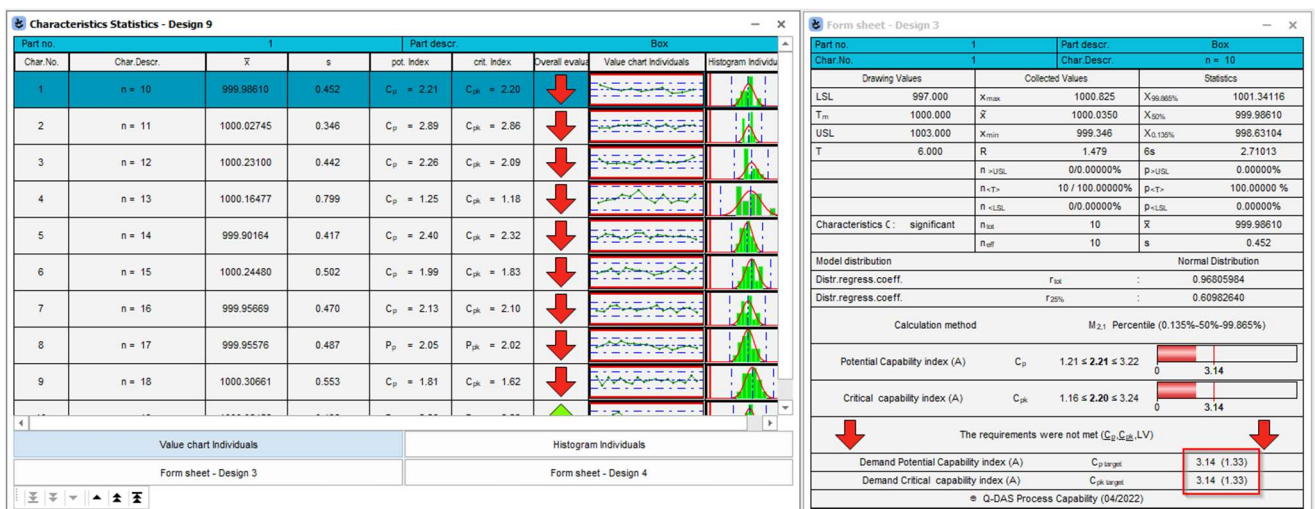 Characteristics Statistics - Design 9
Part no. 1 Part descr. Box
Char.No. Char.Descr. x̄ s pot. Index crit. Index Overall evalua Value chart Individuals Histogram Individu
1 n = 10 999.98610 0.452 Cp = 2.21 Cpk = 2.20
2 n = 11 1000.02745 0.346 Cp = 2.89 Cpk = 2.86
3 n = 12 1000.23100 0.442 Cp = 2.26 Cpk = 2.09
4 n = 13 1000.16477 0.799 Cp = 1.25 Cpk = 1.18
5 n = 14 999.90164 0.417 Cp = 2.40 Cpk = 2.32
6 n = 15 1000.24480 0.502 Cp = 1.99 Cpk = 1.83
7 n = 16 999.95669 0.470 Cp = 2.13 Cpk = 2.10
8 n = 17 999.95576 0.487 Pp = 2.05 Ppk = 2.02
9 n = 18 1000.30661 0.553 Cp = 1.81 Cpk = 1.62
Value chart Individuals Histogram Individuals
Form sheet - Design 3 Form sheet - Design 4
Form sheet - Design 3
Part no. 1 Part descr. Box
Char.No. 1 Char.Descr. n = 10
Drawing Values Collected Values Statistics
LSL 997.000 xmax 1000.825 X99.865% 1001.34116
Tm 1000.000 x̃ 1000.0350 X50% 999.98610
USL 1003.000 xmin 999.346 X0.135% 998.63104
T 6.000 R 1.479 6s 2.71013
n >USL 0/0.00000% p>USL 0.00000%
n<T> 10 / 100.00000% p<T> 100.00000 %
n <LSL 0/0.00000% p<LSL 0.00000%
Characteristics C : significant ntot 10 x̄ 999.98610
neff 10 s 0.452
Model distribution Normal Distribution
Distr.regress.coeff. rtot : 0.96805984
Distr.regress.coeff. r25% : 0.60982640
Calculation method M2,1 Percentile (0.135%-50%-99.865%)
Potential Capability index (A) Cp 1.21 ≤ 2.21 ≤ 3.22 0 3.14
Critical capability index (A) Cpk 1.16 ≤ 2.20 ≤ 3.24 0 3.14
The requirements were not met (Cp,Cpk,LV)
Demand Potential Capability index (A) Cp target 3.14 (1.33)
Demand Critical capability index (A) Cpk target 3.14 (1.33)
Q-DAS Process Capability (04/2022)